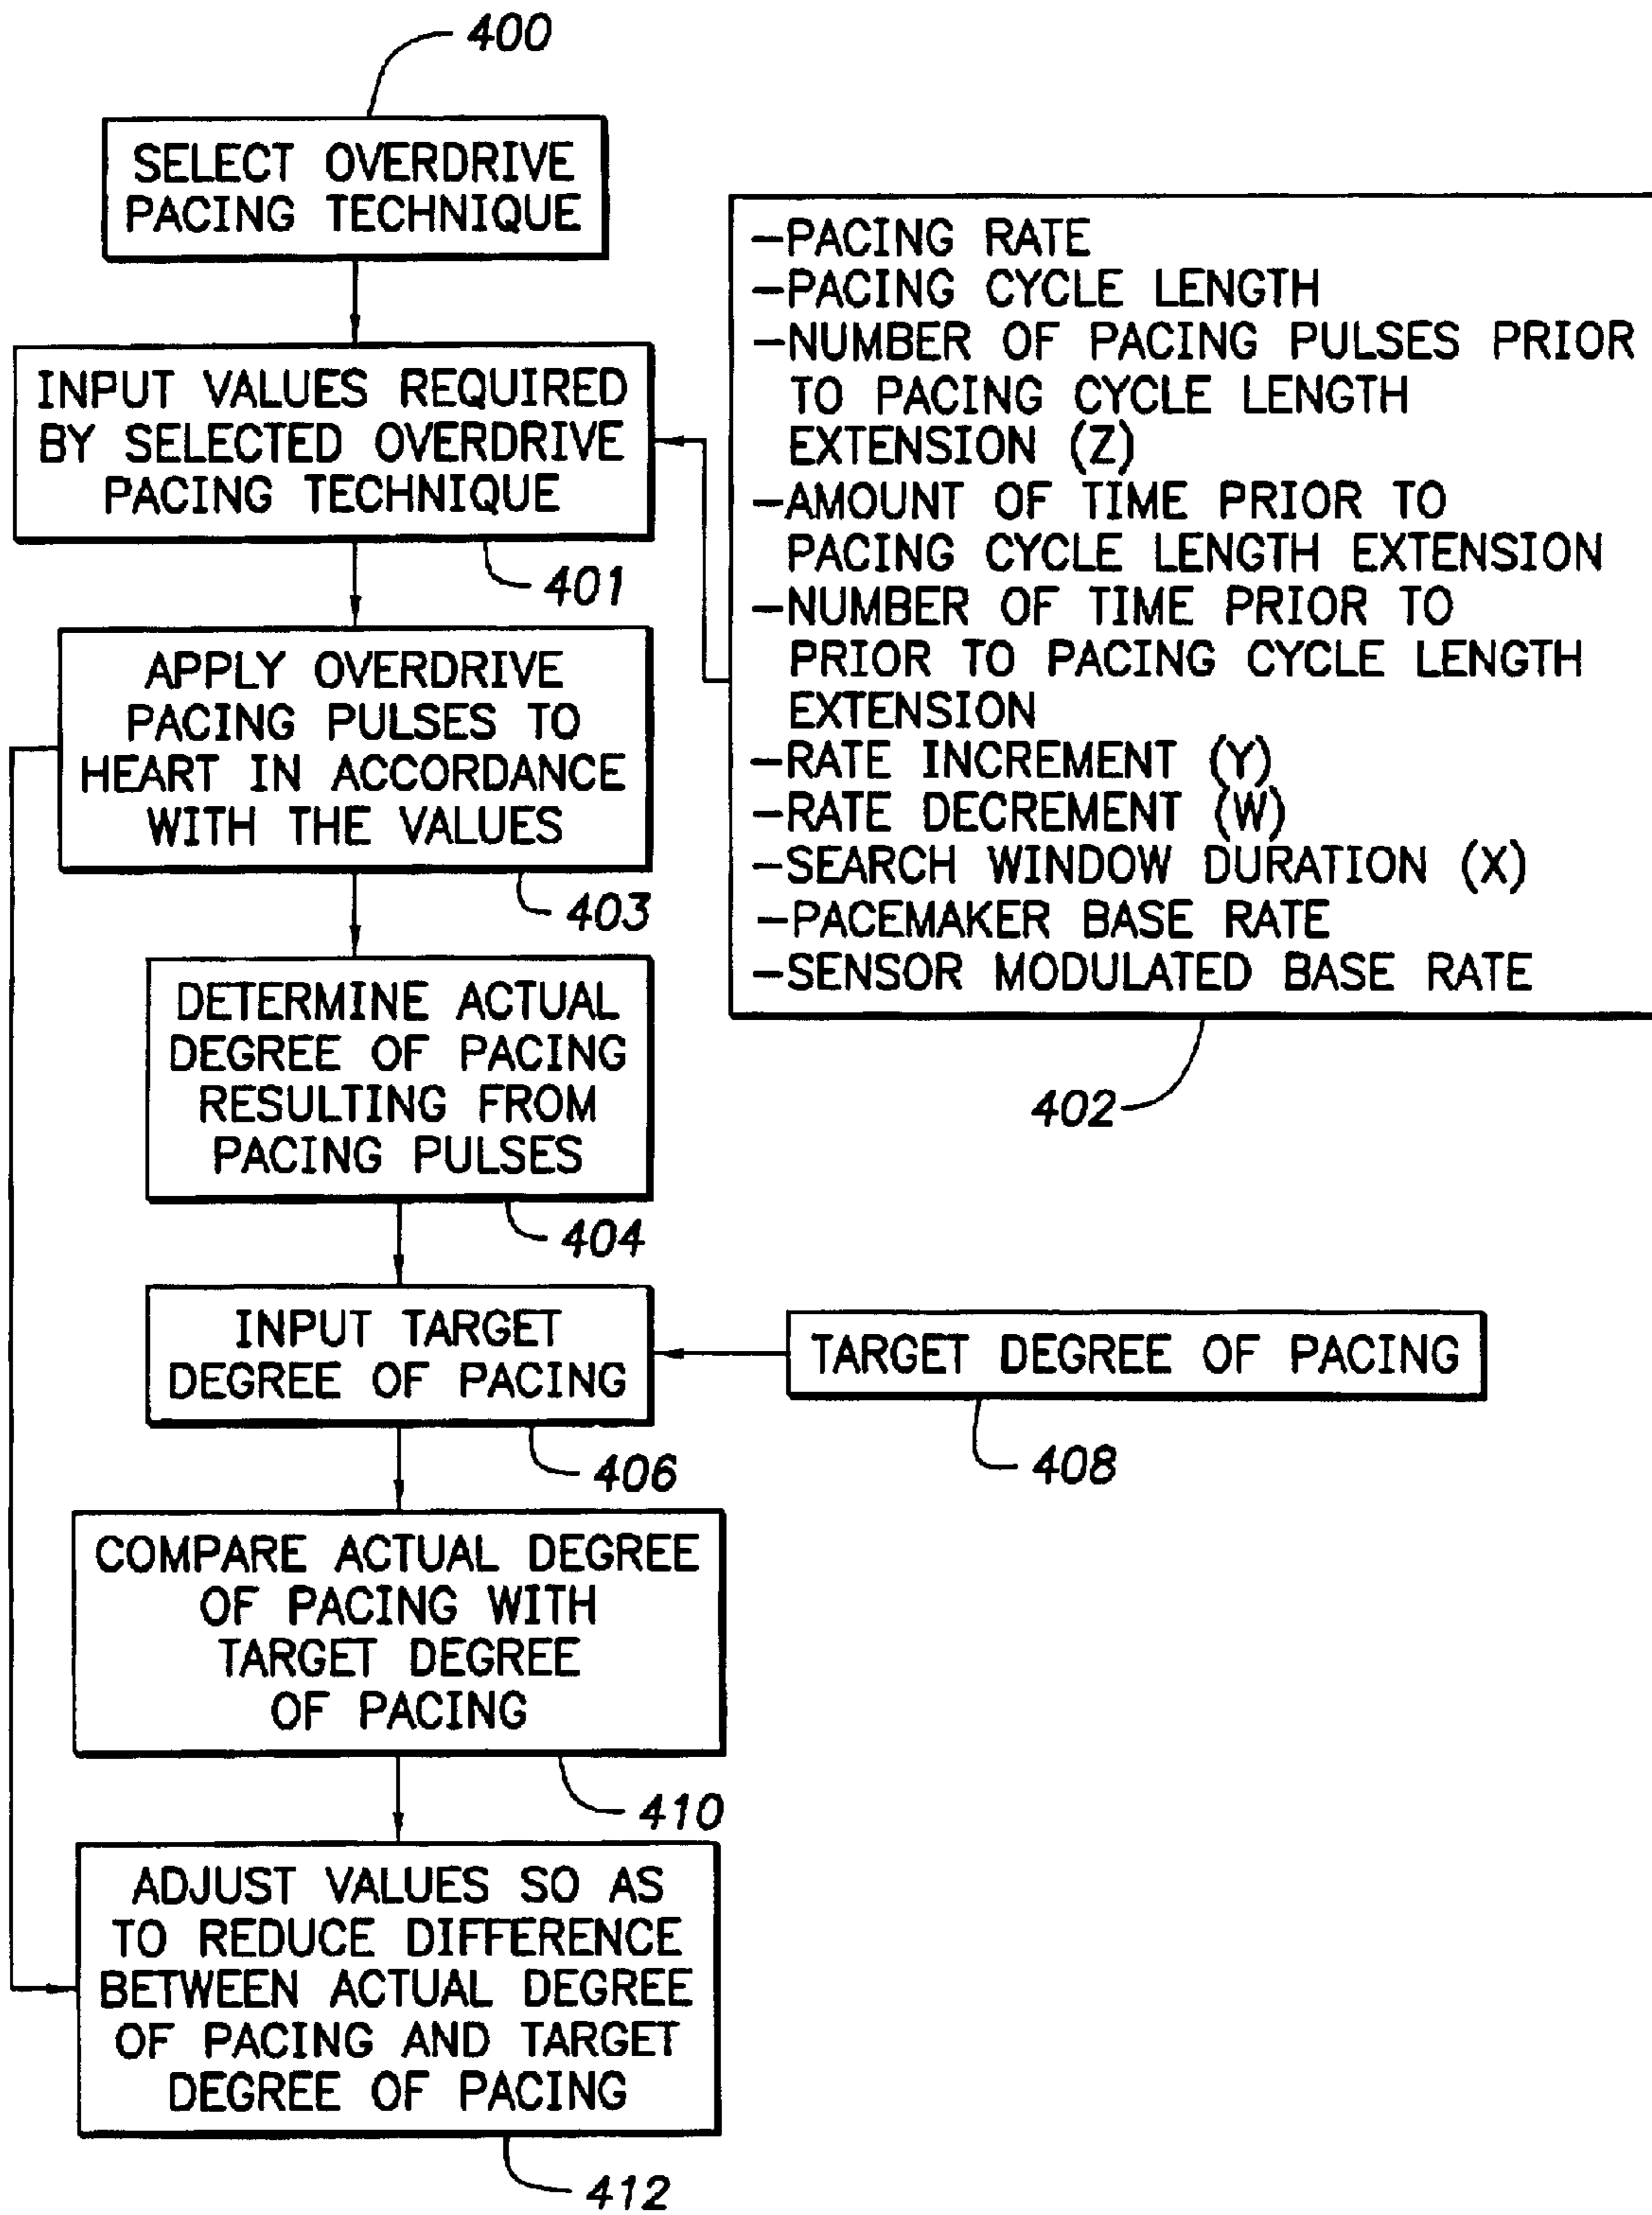 400
SELECT OVERDRIVE
PACING TECHNIQUE
INPUT VALUES REQUIRED
BY SELECTED OVERDRIVE
PACING TECHNIQUE
401
-PACING RATE
-PACING CYCLE LENGTH
-NUMBER OF PACING PULSES PRIOR
TO PACING CYCLE LENGTH
EXTENSION (Z)
-AMOUNT OF TIME PRIOR TO
PACING CYCLE LENGTH EXTENSION
-NUMBER OF TIME PRIOR TO
PRIOR TO PACING CYCLE LENGTH
EXTENSION
-RATE INCREMENT (Y)
-RATE DECREMENT (W)
-SEARCH WINDOW DURATION (X)
-PACEMAKER BASE RATE
-SENSOR MODULATED BASE RATE
402
APPLY OVERDRIVE
PACING PULSES TO
HEART IN ACCORDANCE
WITH THE VALUES
403
DETERMINE ACTUAL
DEGREE OF PACING
RESULTING FROM
PACING PULSES
404
INPUT TARGET
DEGREE OF PACING
406
TARGET DEGREE OF PACING
408
COMPARE ACTUAL DEGREE
OF PACING WITH
TARGET DEGREE
OF PACING
410
ADJUST VALUES SO AS
TO REDUCE DIFFERENCE
BETWEEN ACTUAL DEGREE
OF PACING AND TARGET
DEGREE OF PACING
412